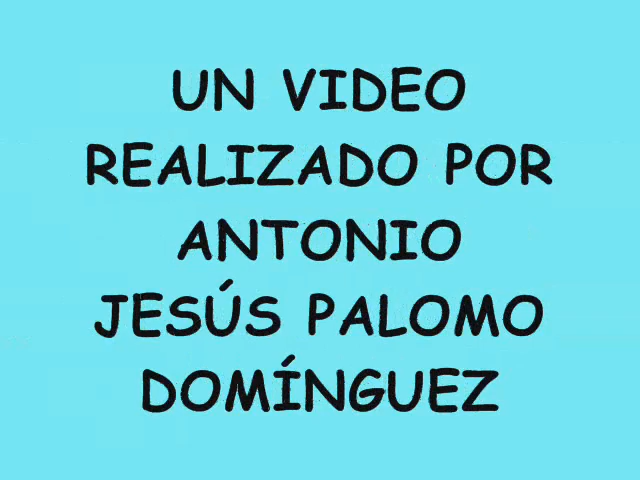 UN VIDEO
REALIZADO POR
ANTONIO
JESÚS PALOMO
DOMÍNGUEZ